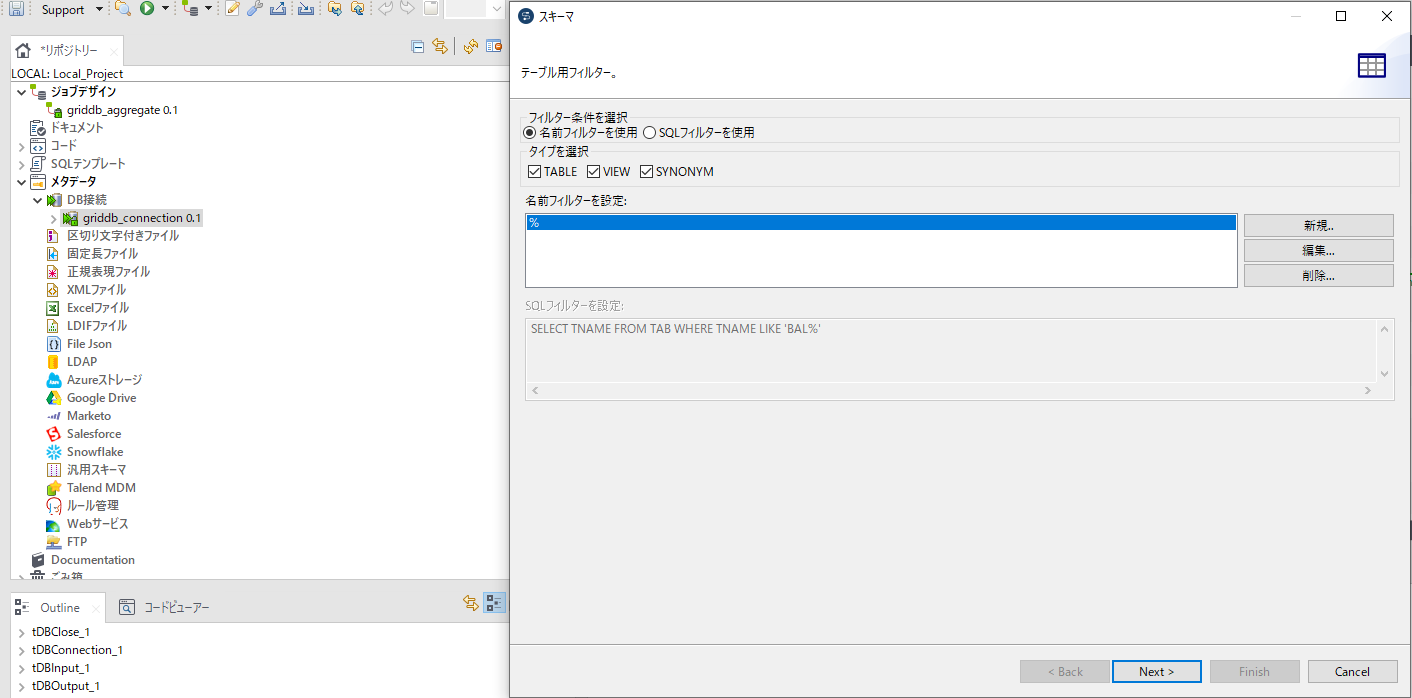 Support
*リポジトリー
LOCAL: Local_Project
ジョブデザイン
griddb_aggregate 0.1
ドキュメント
コード
SQLテンプレート
メタデータ
DB接続
griddb_connection 0.1
区切り文字付きファイル
固定長ファイル
正規表現ファイル
XMLファイル
Excelファイル
LDIFファイル
File Json
LDAP
Azureストレージ
Google Drive
Marketo
Salesforce
Snowflake
汎用スキーマ
Talend MDM
ルール管理
Webサービス
FTP
Documentation
ごみ箱
Outline
コードビューアー
tDBClose_1
tDBConnection_1
tDBInput_1
tDBOutput_1
スキーマ
テーブル用フィルター。
フィルター条件を選択
名前フィルターを使用 SQLフィルターを使用
タイプを選択
TABLE VIEW SYNONYM
名前フィルターを設定:
%
新規..
編集...
削除...
SQLフィルターを設定:
SELECT TNAME FROM TAB WHERE TNAME LIKE 'BAL%'
< Back Next > Finish Cancel